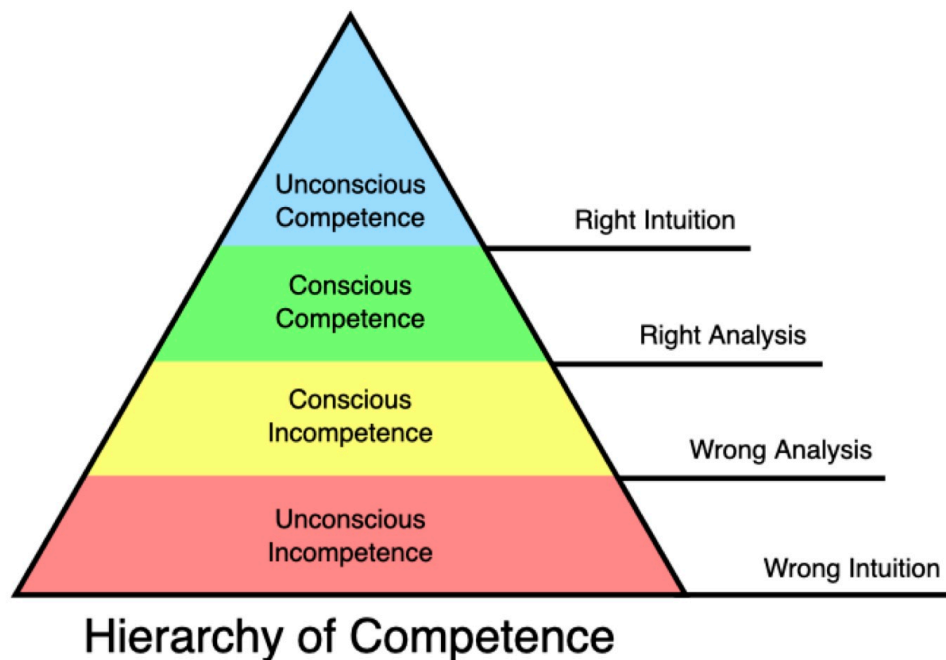 Unconscious
Competence
Right Intuition
Conscious
Competence
Right Analysis
Conscious
Incompetence
Wrong Analysis
Unconscious
Incompetence
Wrong Intuition
Hierarchy of Competence